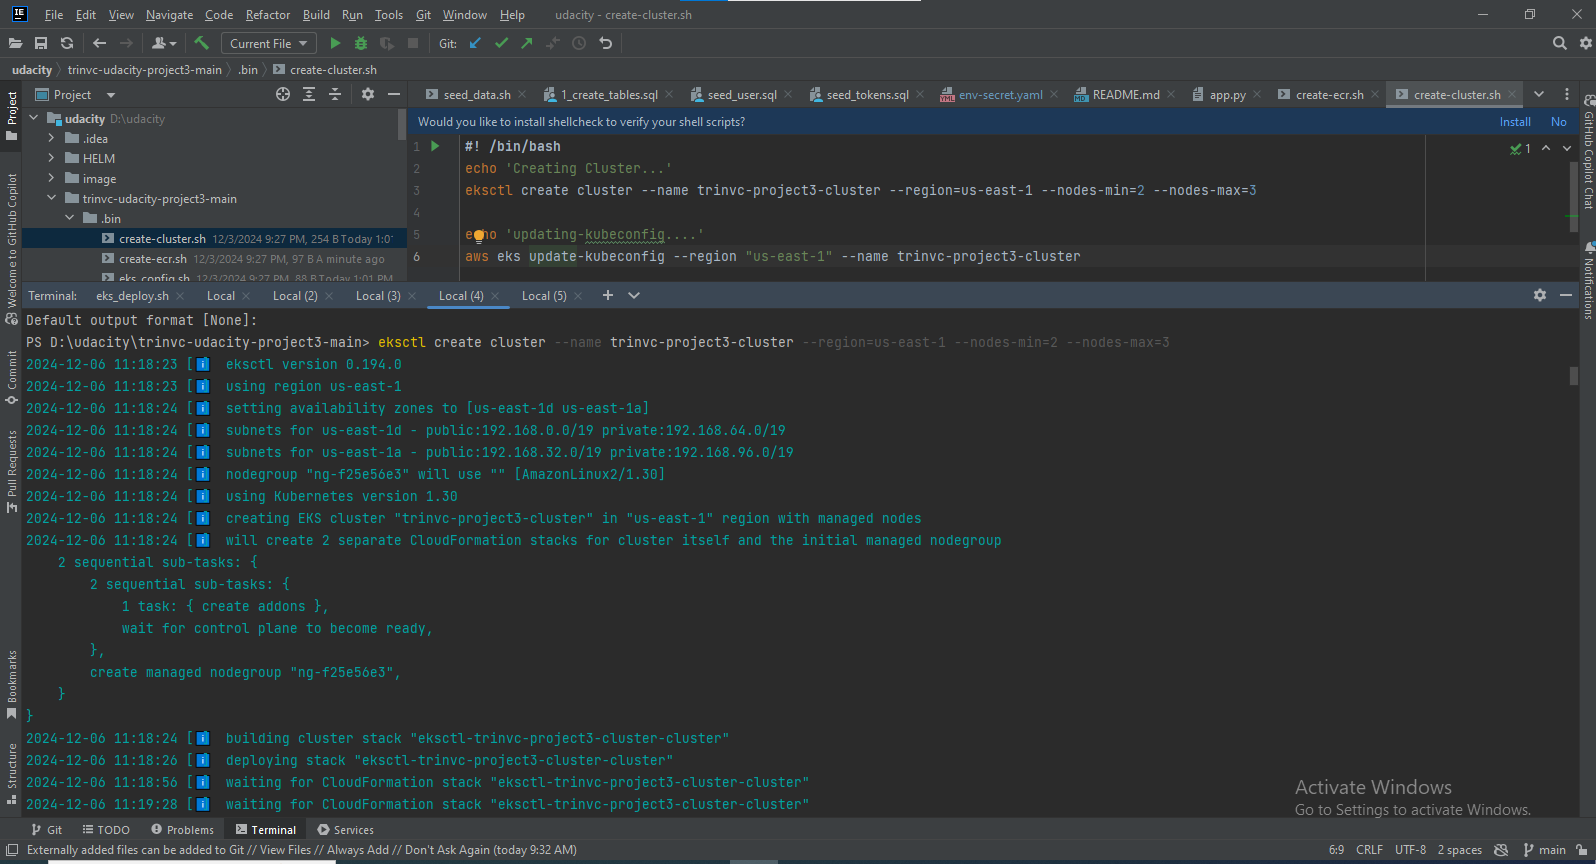 IE File Edit View Navigate Code Refactor Build Run Tools Git Window Help udacity - create-cluster.sh
Current File Git:
udacity trinvc-udacity-project3-main .bin create-cluster.sh
Project
seed_data.sh 1_create_tables.sql seed_user.sql seed_tokens.sql env-secret.yaml README.md app.py create-ecr.sh create-cluster.sh
udacity D:\udacity
.idea
HELM
image
trinvc-udacity-project3-main
.bin
create-cluster.sh 12/3/2024 9:27 PM, 254 B Today 1:0
create-ecr.sh 12/3/2024 9:27 PM, 97 B A minute ago
eks_config.sh 12/3/2024 9:27 PM, 88 B Today 1:01 PM
Would you like to install shellcheck to verify your shell scripts? Install No
1 #! /bin/bash
2 echo 'Creating Cluster...'
3 eksctl create cluster --name trinvc-project3-cluster --region=us-east-1 --nodes-min=2 --nodes-max=3
4
5 echo 'updating-kubeconfig....'
6 aws eks update-kubeconfig --region "us-east-1" --name trinvc-project3-cluster
1
Terminal: eks_deploy.sh Local Local (2) Local (3) Local (4) Local (5)
Default output format [None]:
PS D:\udacity\trinvc-udacity-project3-main> eksctl create cluster --name trinvc-project3-cluster --region=us-east-1 --nodes-min=2 --nodes-max=3
2024-12-06 11:18:23 [i] eksctl version 0.194.0
2024-12-06 11:18:23 [i] using region us-east-1
2024-12-06 11:18:24 [i] setting availability zones to [us-east-1d us-east-1a]
2024-12-06 11:18:24 [i] subnets for us-east-1d - public:192.168.0.0/19 private:192.168.64.0/19
2024-12-06 11:18:24 [i] subnets for us-east-1a - public:192.168.32.0/19 private:192.168.96.0/19
2024-12-06 11:18:24 [i] nodegroup "ng-f25e56e3" will use "" [AmazonLinux2/1.30]
2024-12-06 11:18:24 [i] using Kubernetes version 1.30
2024-12-06 11:18:24 [i] creating EKS cluster "trinvc-project3-cluster" in "us-east-1" region with managed nodes
2024-12-06 11:18:24 [i] will create 2 separate CloudFormation stacks for cluster itself and the initial managed nodegroup
2 sequential sub-tasks: {
2 sequential sub-tasks: {
1 task: { create addons },
wait for control plane to become ready,
},
create managed nodegroup "ng-f25e56e3",
}
}
2024-12-06 11:18:24 [i] building cluster stack "eksctl-trinvc-project3-cluster-cluster"
2024-12-06 11:18:26 [i] deploying stack "eksctl-trinvc-project3-cluster-cluster"
2024-12-06 11:18:56 [i] waiting for CloudFormation stack "eksctl-trinvc-project3-cluster-cluster"
2024-12-06 11:19:28 [i] waiting for CloudFormation stack "eksctl-trinvc-project3-cluster-cluster"
Activate Windows
Go to Settings to activate Windows.
Project
Welcome to GitHub Copilot
Commit
Pull Requests
Bookmarks
Structure
GitHub Copilot Chat
Notifications
Git TODO Problems Terminal Services
Externally added files can be added to Git // View Files // Always Add // Don't Ask Again (today 9:32 AM) 6:9 CRLF UTF-8 2 spaces main